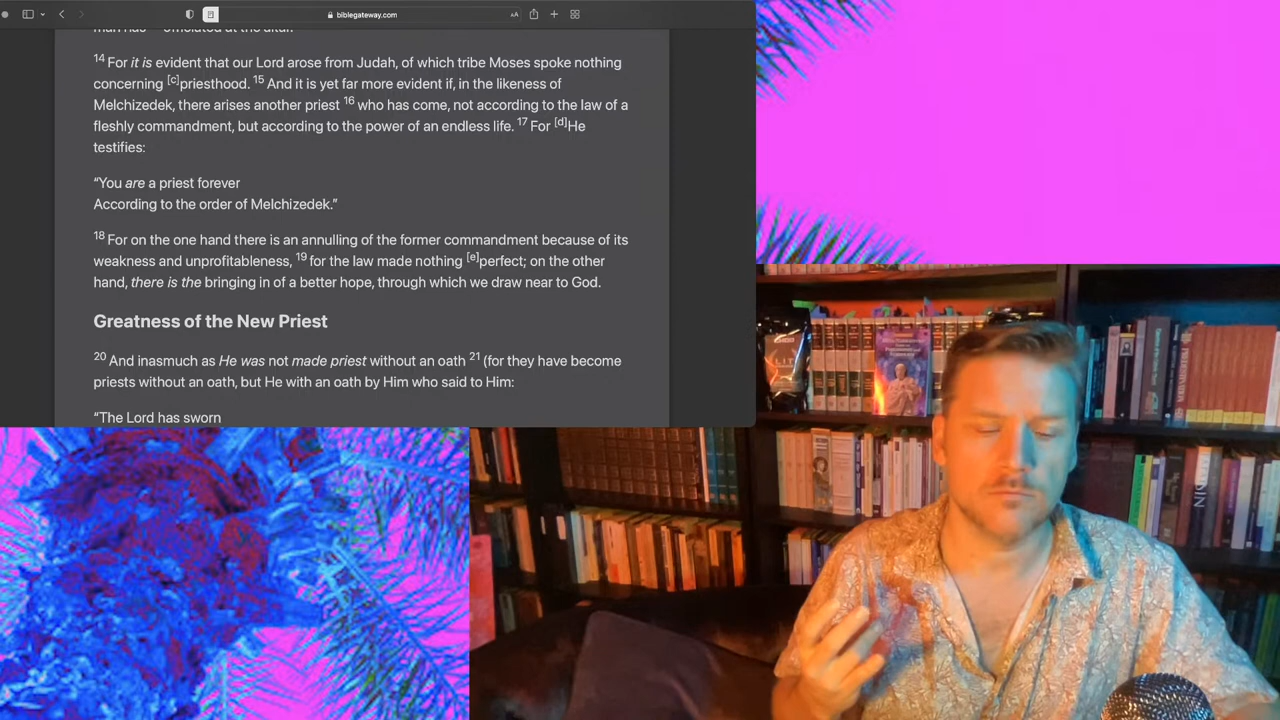 biblegateway.com
AA
officiated at the altar.
14 For it is evident that our Lord arose from Judah, of which tribe Moses spoke nothing
concerning [c]priesthood. 15 And it is yet far more evident if, in the likeness of
Melchizedek, there arises another priest 16 who has come, not according to the law of a
fleshly commandment, but according to the power of an endless life. 17 For [d]He
testifies:
“You are a priest forever
According to the order of Melchizedek.”
18 For on the one hand there is an annulling of the former commandment because of its
weakness and unprofitableness, 19 for the law made nothing [e]perfect; on the other
hand, there is the bringing in of a better hope, through which we draw near to God.
Greatness of the New Priest
20 And inasmuch as He was not made priest without an oath 21 (for they have become
priests without an oath, but He with an oath by Him who said to Him:
“The Lord has sworn